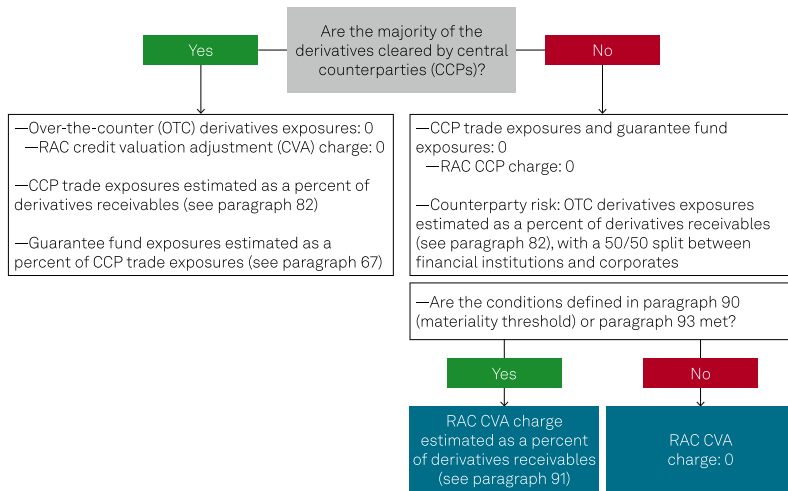 Are the majority of the
derivatives cleared by central
counterparties (CCPs)?
Yes
No
—Over-the-counter (OTC) derivatives exposures: 0
—RAC credit valuation adjustment (CVA) charge: 0
—CCP trade exposures estimated as a percent of
derivatives receivables (see paragraph 82)
—Guarantee fund exposures estimated as a
percent of CCP trade exposures (see paragraph 67)
—CCP trade exposures and guarantee fund
exposures: 0
—RAC CCP charge: 0
—Counterparty risk: OTC derivatives exposures
estimated as a percent of derivatives receivables
(see paragraph 82), with a 50/50 split between
financial institutions and corporates
—Are the conditions defined in paragraph 90
(materiality threshold) or paragraph 93 met?
Yes
No
RAC CVA charge
estimated as a percent
of derivatives receivables
(see paragraph 91)
RAC CVA
charge: 0